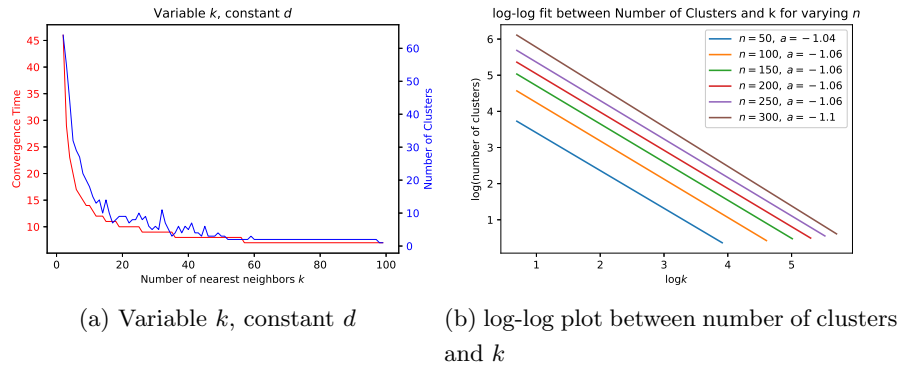 Variable k, constant d
45
40
35
30
25
20
15
10
Convergence Time
60
50
40
30
20
10
0
Number of Clusters
0 20 40 60 80 100
Number of nearest neighbors k
(a) Variable k, constant d
log-log fit between Number of Clusters and k for varying n
n = 50, a = −1.04
n = 100, a = −1.06
n = 150, a = −1.06
n = 200, a = −1.06
n = 250, a = −1.06
n = 300, a = −1.1
6
5
4
3
2
1
log(number of clusters)
1 2 3 4 5
logk
(b) log-log plot between number of clusters
and k